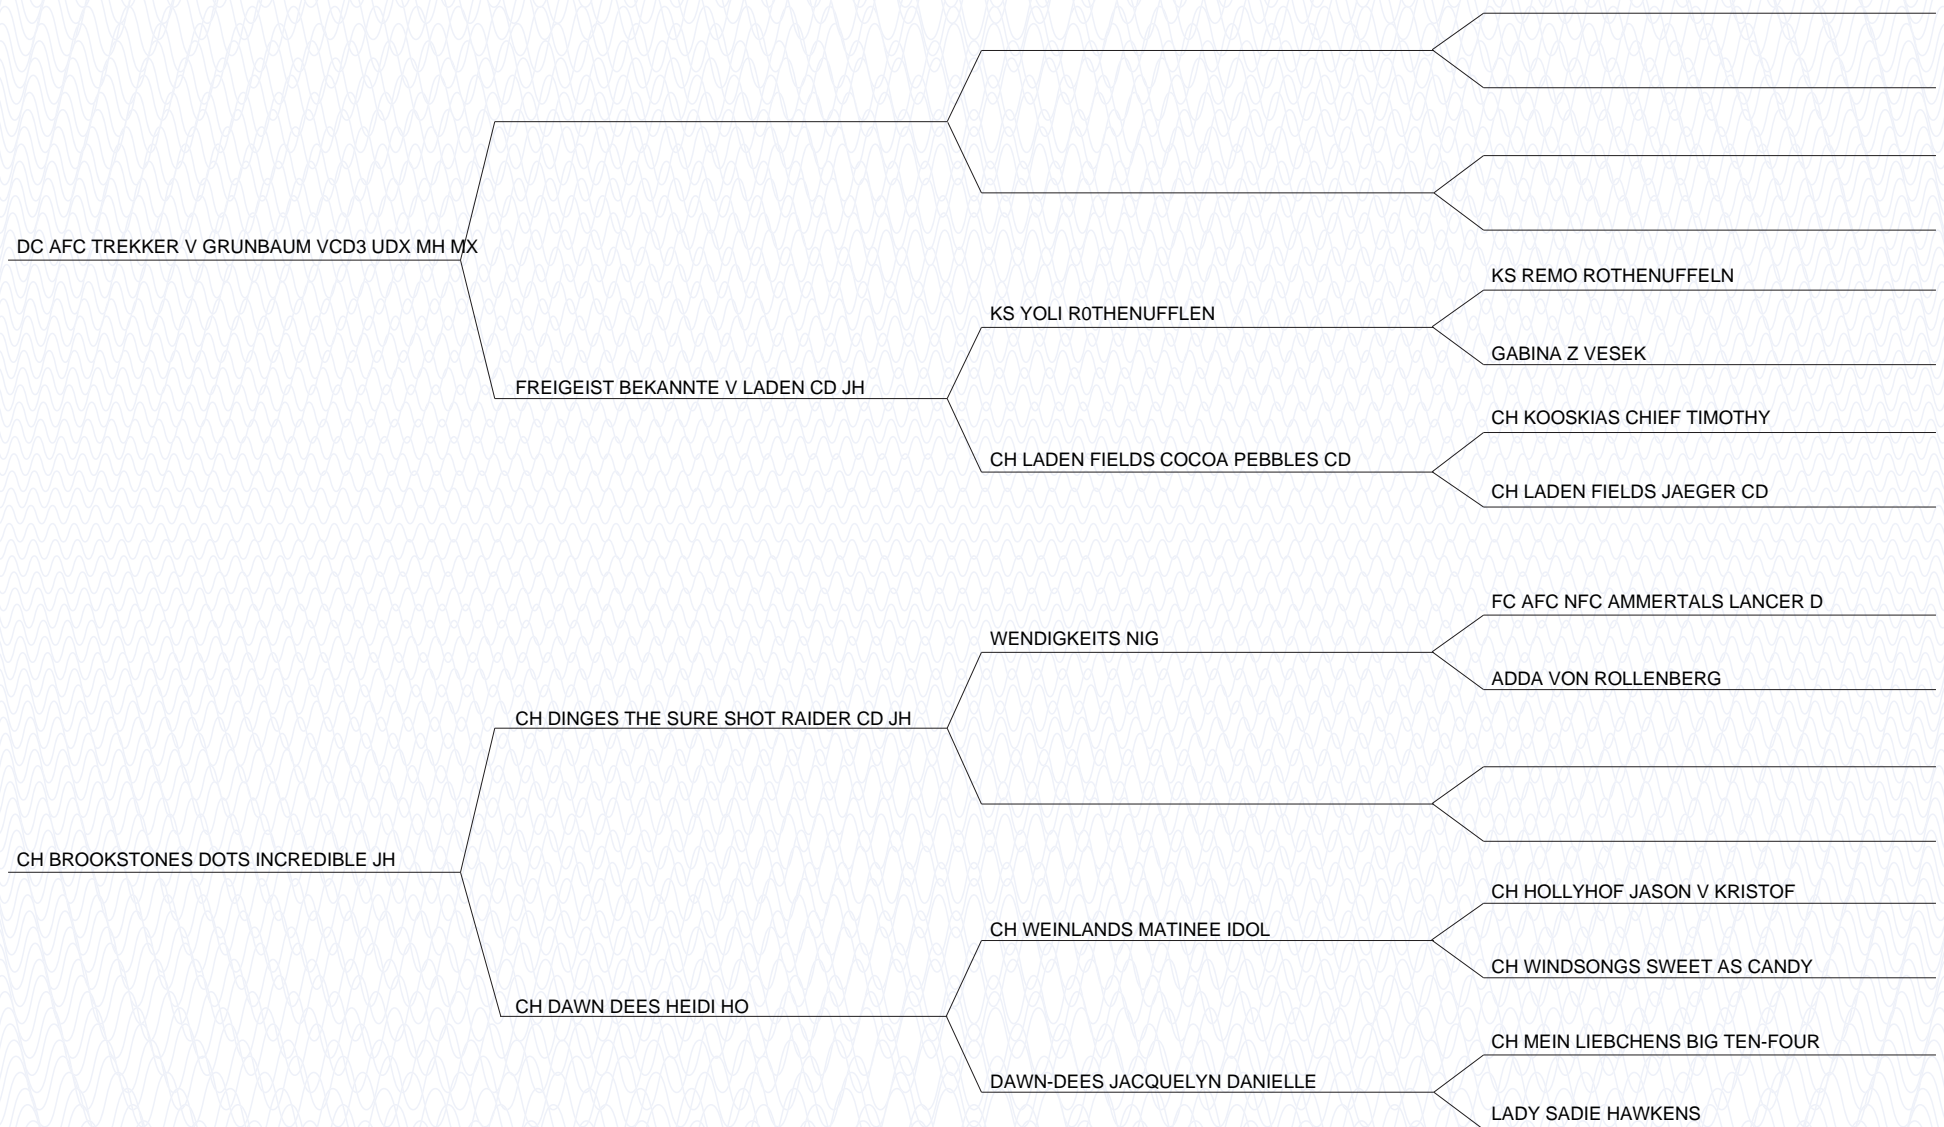 DC AFC TREKKER V GRUNBAUM VCD3 UDX MH MX
FREIGEIST BEKANNTE V LADEN CD JH
KS YOLI R0THENUFFLEN
KS REMO ROTHENUFFELN
GABINA Z VESEK
CH LADEN FIELDS COCOA PEBBLES CD
CH KOOSKIAS CHIEF TIMOTHY
CH LADEN FIELDS JAEGER CD
CH BROOKSTONES DOTS INCREDIBLE JH
CH DINGES THE SURE SHOT RAIDER CD JH
WENDIGKEITS NIG
FC AFC NFC AMMERTALS LANCER D
ADDA VON ROLLENBERG
CH DAWN DEES HEIDI HO
CH WEINLANDS MATINEE IDOL
CH HOLLYHOF JASON V KRISTOF
CH WINDSONGS SWEET AS CANDY
DAWN-DEES JACQUELYN DANIELLE
CH MEIN LIEBCHENS BIG TEN-FOUR
LADY SADIE HAWKENS